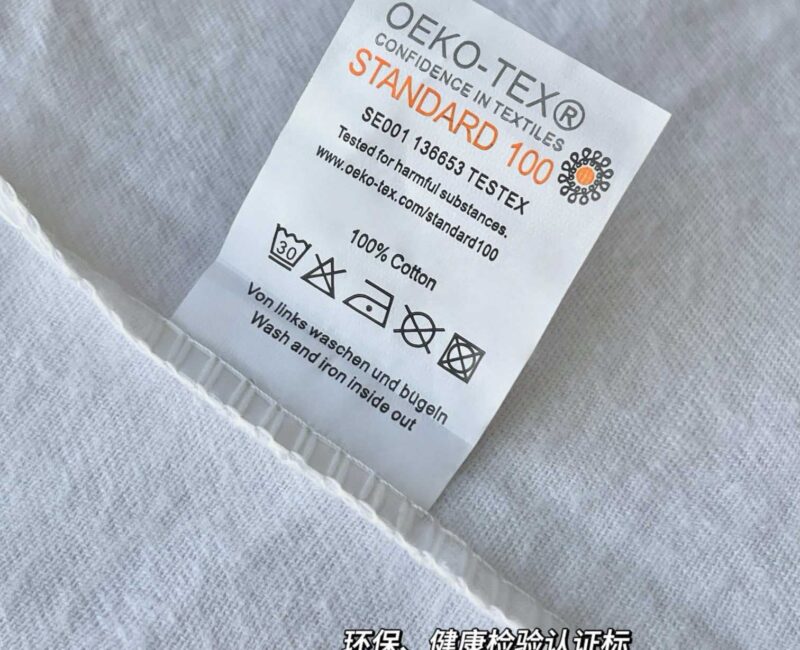 OEKO-TEX®
CONFIDENCE IN TEXTILES
STANDARD 100
SE001 136653 TESTEX
Tested for harmful substances.
www.oeko-tex.com/standard100
100% Cotton
30
Von links waschen und bügeln
Wash and iron inside out
环保、健康检验认证标